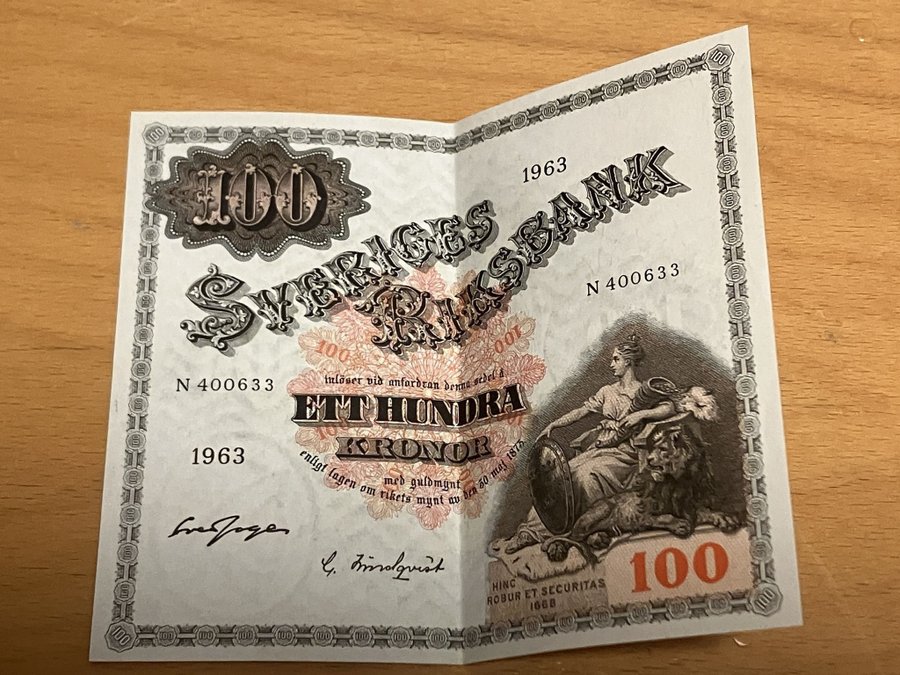 100
1963
SVERIGES
RIKSBANK
N 400633
100
100
inlöser vid anfordran denna sedel å
N 400633
ETT HUNDRA
KRONOR
1963
enligt lagen om rikets mynt av den 30 maj 1873
med guldmynt
HINC
ROBUR ET SECURITAS
1668
100